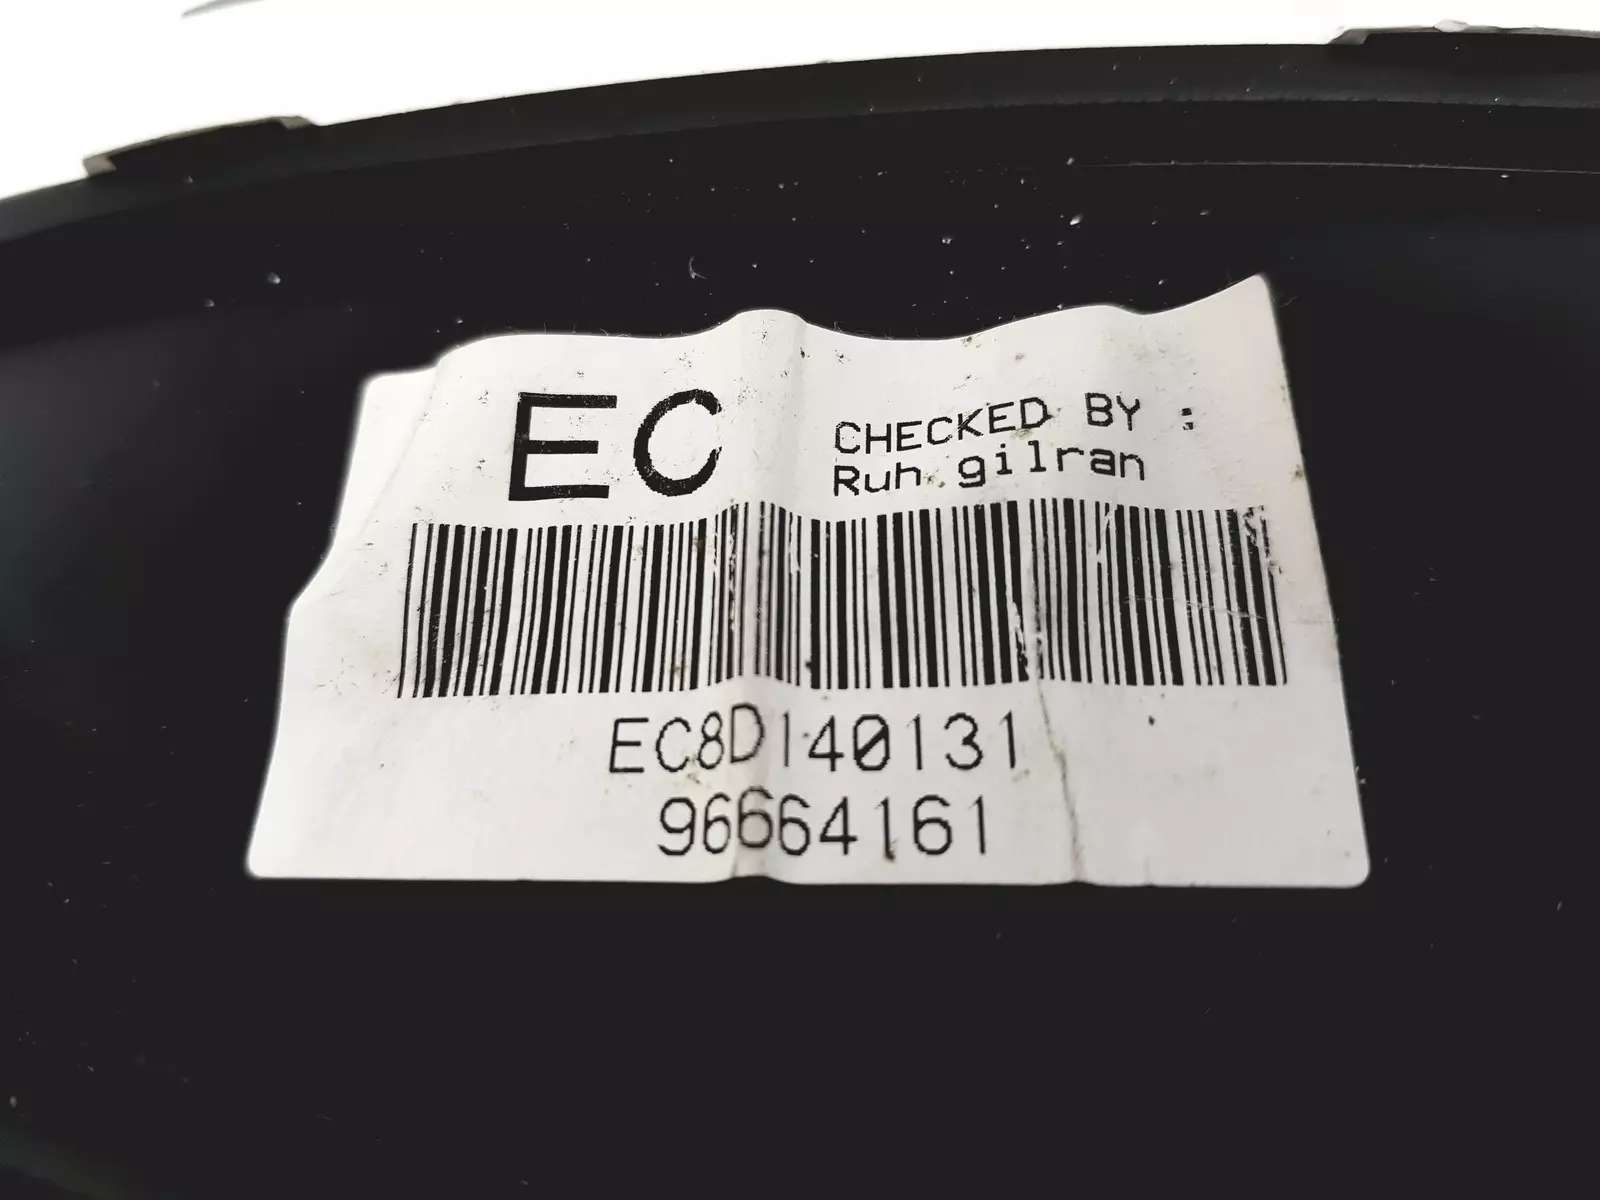 EC
CHECKED BY :
Ruh.gilran
EC8D140131
96664161